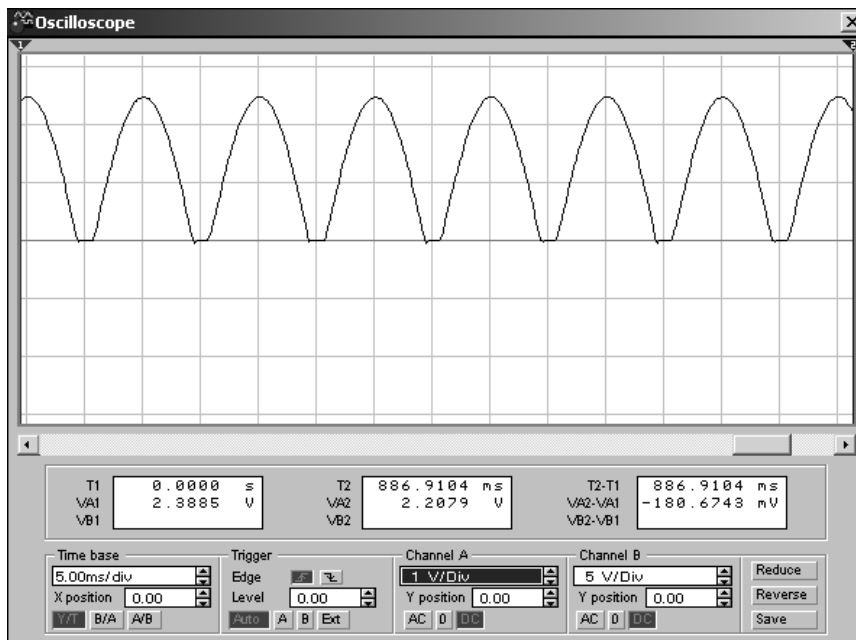 Oscilloscope
1 2
T1 0.0000 s T2 886.9104 ms T2-T1 886.9104 ms
VA1 2.3885 V VA2 2.2079 V VA2-VA1 -180.6743 mV
VB1 VB2 VB2-VB1
Time base Trigger Channel A Channel B
5.00ms/div Edge 1 V/Div 5 V/Div Reduce
X position 0.00 Level 0.00 Y position 0.00 Y position 0.00 Reverse
Y/T B/A A/B Auto A B Ext AC 0 DC AC 0 DC Save